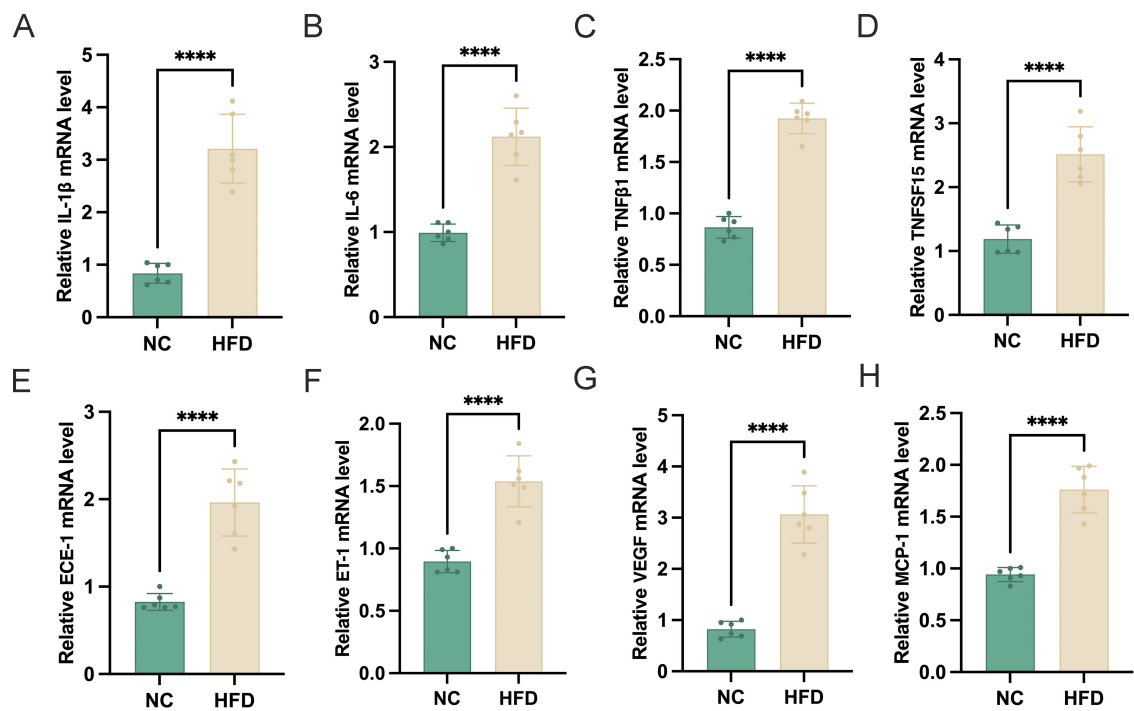 A
Relative IL-1β mRNA level
5
4
3
2
1
0
****
NC HFD
B
Relative IL-6 mRNA level
3
2
1
0
****
NC HFD
C
Relative TNFβ1 mRNA level
2.5
2.0
1.5
1.0
0.5
0.0
****
NC HFD
D
Relative TNFSF15 mRNA level
4
3
2
1
0
****
NC HFD
E
Relative ECE-1 mRNA level
3
2
1
0
****
NC HFD
F
Relative ET-1 mRNA level
2.0
1.5
1.0
0.5
0.0
****
NC HFD
G
Relative VEGF mRNA level
5
4
3
2
1
0
****
NC HFD
H
Relative MCP-1 mRNA level
2.5
2.0
1.5
1.0
0.5
0.0
****
NC HFD